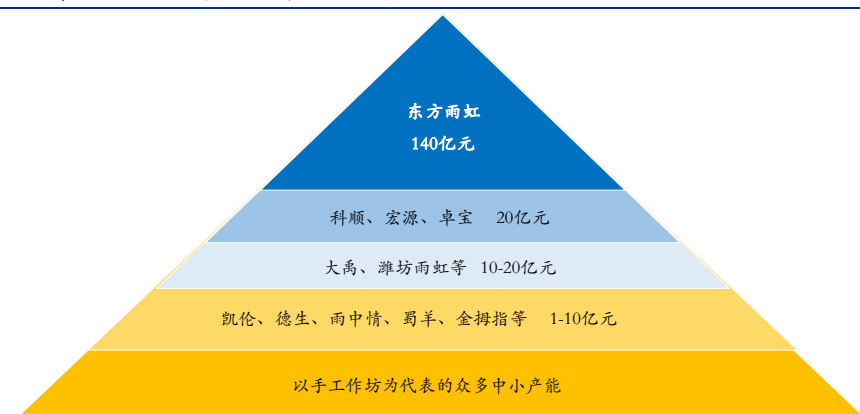 东方雨虹
140亿元
科顺、宏源、卓宝 20亿元
大禹、潍坊雨虹等 10-20亿元
凯伦、德生、雨中情、蜀羊、金拇指等 1-10亿元
以手工作坊为代表的众多中小产能